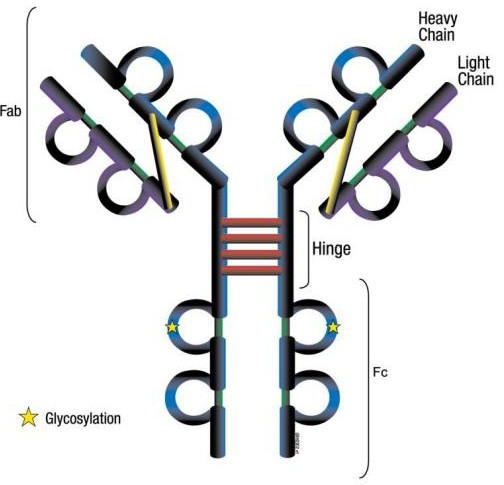 Heavy
Chain
Light
Chain
Fab
Hinge
Fc
Glycosylation